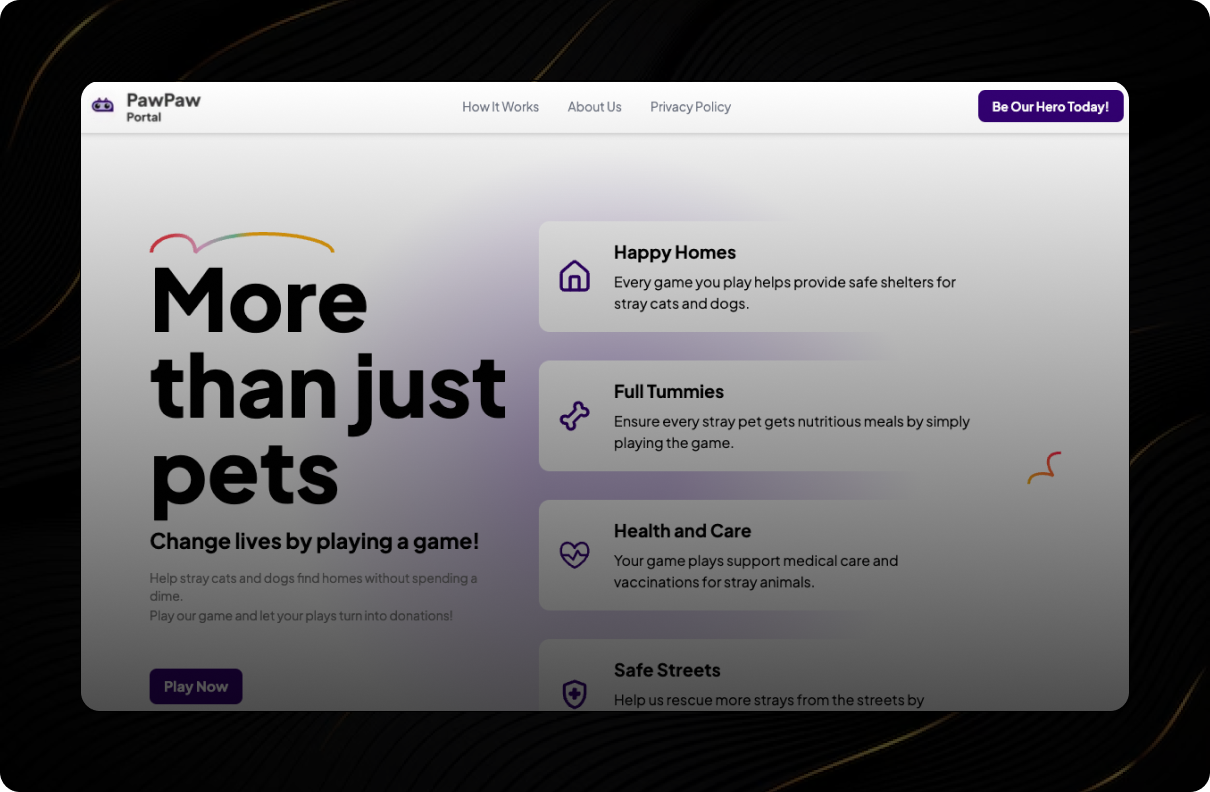 PawPaw
Portal
How It Works
About Us
Privacy Policy
Be Our Hero Today!
More
than just
pets
Change lives by playing a game!
Help stray cats and dogs find homes without spending a
dime.
Play our game and let your plays turn into donations!
Play Now
Happy Homes
Every game you play helps provide safe shelters for
stray cats and dogs.
Full Tummies
Ensure every stray pet gets nutritious meals by simply
playing the game.
Health and Care
Your game plays support medical care and
vaccinations for stray animals.
Safe Streets
Help us rescue more strays from the streets by